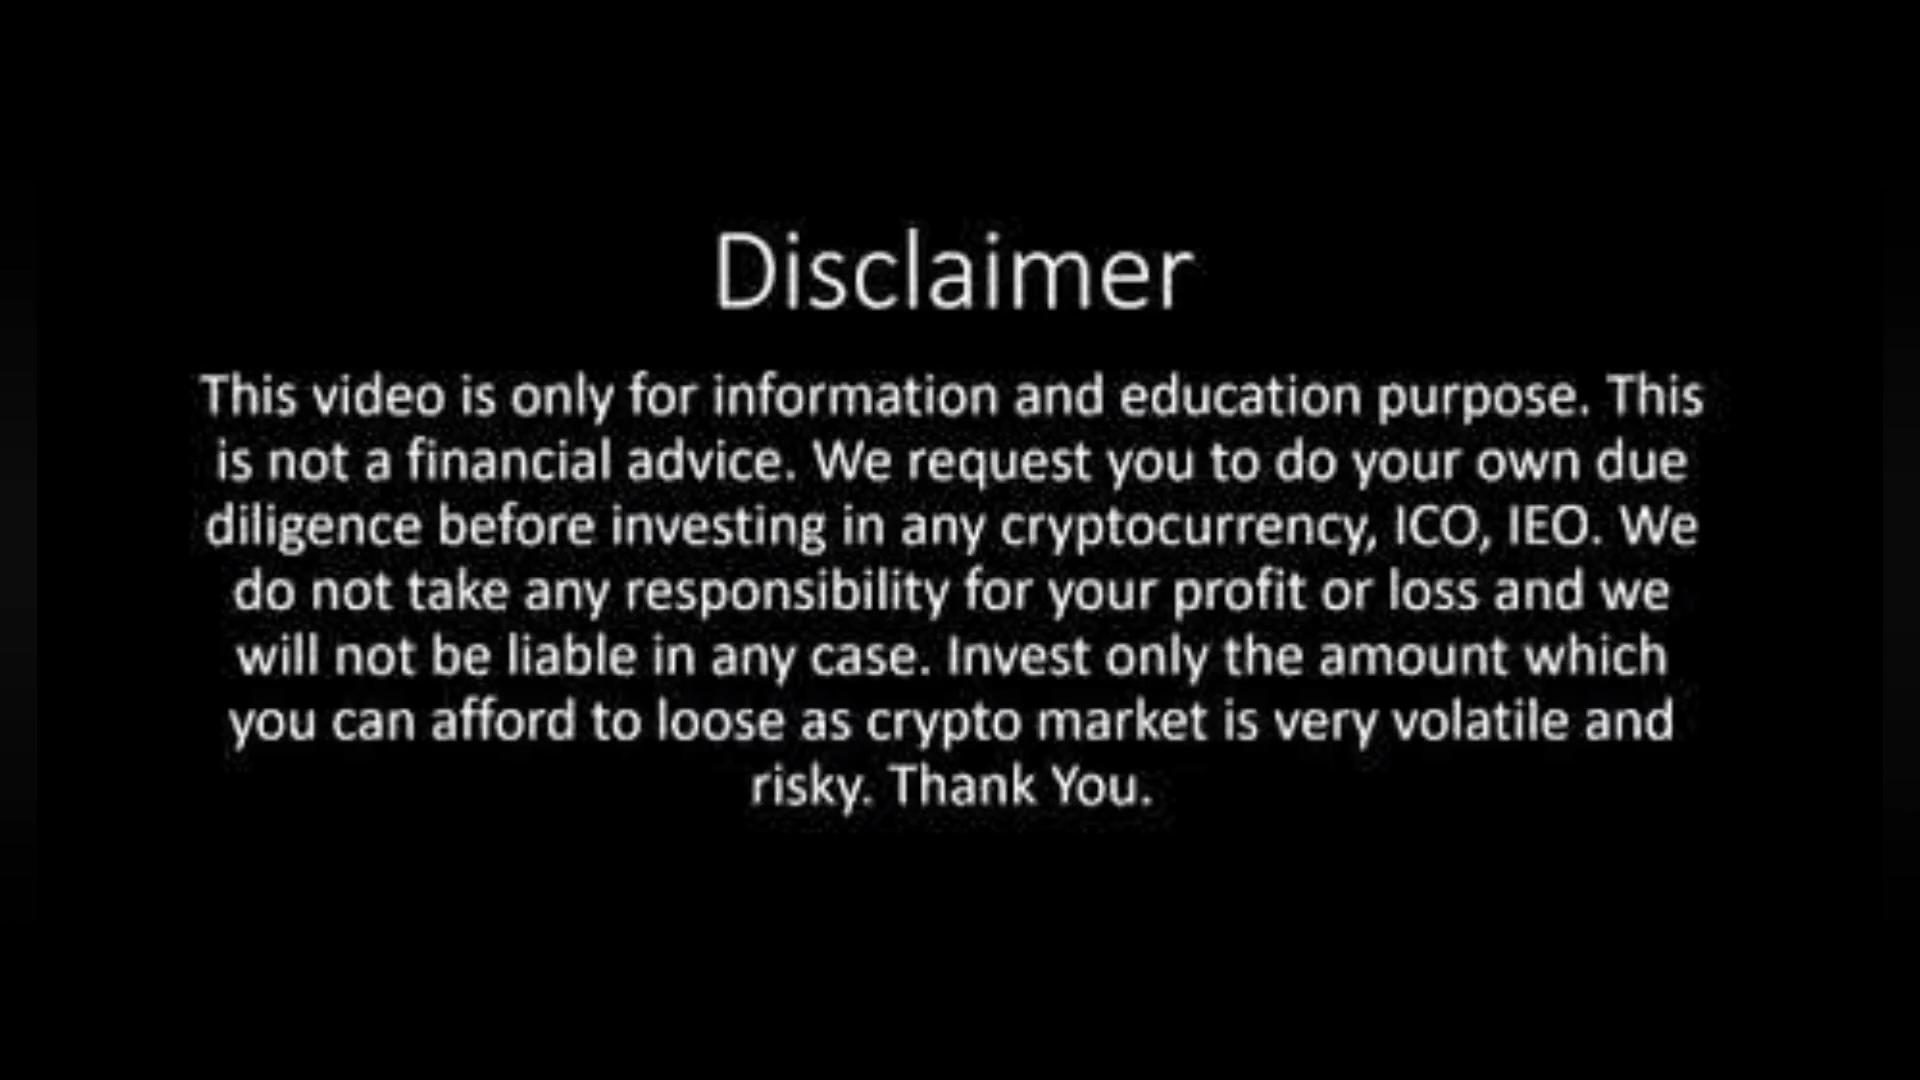 Disclaimer
This video is only for information and education purpose. This
is not a financial advice. We request you to do your own due
diligence before investing in any cryptocurrency, ICO, IEO. We
do not take any responsibility for your profit or loss and we
will not be liable in any case. Invest only the amount which
you can afford to loose as crypto market is very volatile and
risky. Thank You.